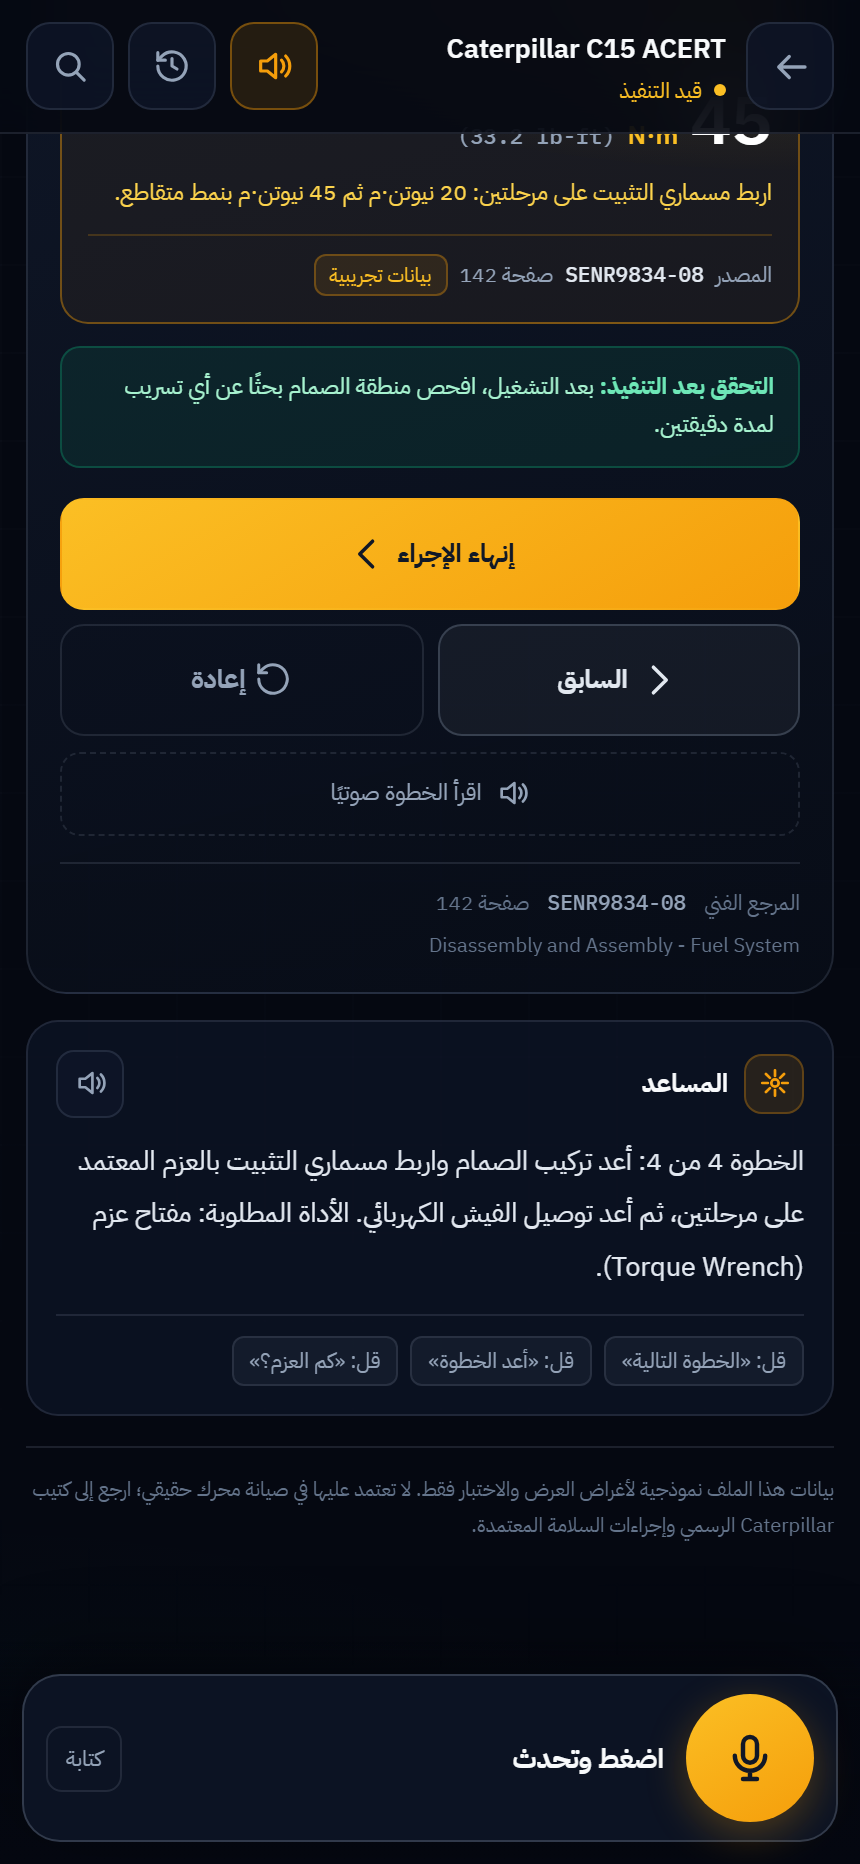 Caterpillar C15 ACERT
قيد التنفيذ
45 N·m (33.2 lb-ft)
اربط مسماري التثبيت على مرحلتين: 20 نيوتن·م ثم 45 نيوتن·م بنمط متقاطع.
المصدر SENR9834-08 صفحة 142 بيانات تجريبية
التحقق بعد التنفيذ: بعد التشغيل، افحص منطقة الصمام بحثًا عن أي تسريب
لمدة دقيقتين.
إنهاء الإجراء
السابق
إعادة
اقرأ الخطوة صوتيًا
المرجع الفني SENR9834-08 صفحة 142
Disassembly and Assembly - Fuel System
المساعد
الخطوة 4 من 4: أعد تركيب الصمام واربط مسماري التثبيت بالعزم المعتمد
على مرحلتين، ثم أعد توصيل الفيش الكهربائي. الأداة المطلوبة: مفتاح عزم
(Torque Wrench).
قل: «الخطوة التالية»
قل: «أعد الخطوة»
قل: «كم العزم؟»
بيانات هذا الملف نموذجية لأغراض العرض والاختبار فقط. لا تعتمد عليها في صيانة محرك حقيقي؛ ارجع إلى كتيب
Caterpillar الرسمي وإجراءات السلامة المعتمدة.
اضغط وتحدث
كتابة